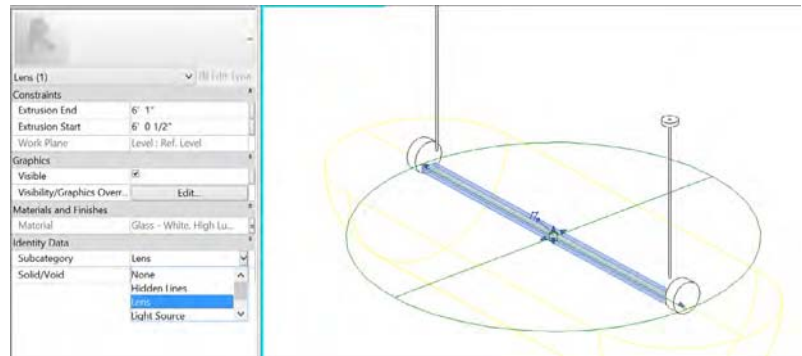 Lens (1) Edit Type
Constraints
Extrusion End 6' 1"
Extrusion Start 6' 0 1/2"
Work Plane Level : Ref. Level
Graphics
Visible
Visibility/Graphics Overr... Edit...
Materials and Finishes
Material Glass - White, High Lu...
Identity Data
Subcategory Lens
Solid/Void None
Hidden Lines
Lens
Light Source